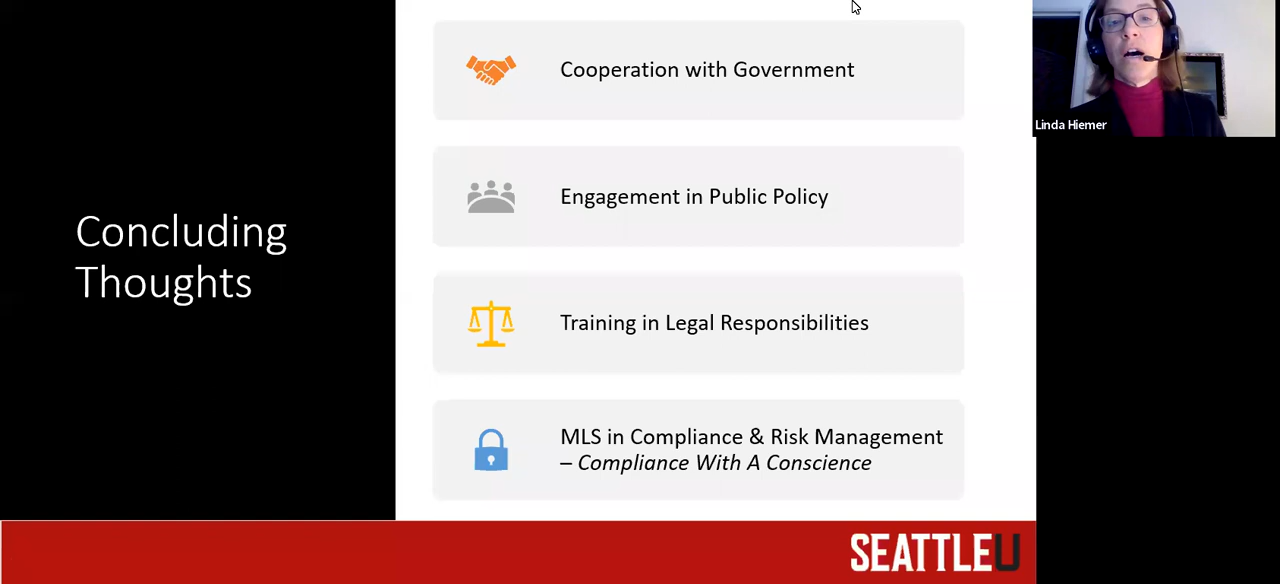 Concluding
Thoughts
Cooperation with Government
Engagement in Public Policy
Training in Legal Responsibilities
MLS in Compliance & Risk Management
– Compliance With A Conscience
Linda Hiemer
SEATTLEU